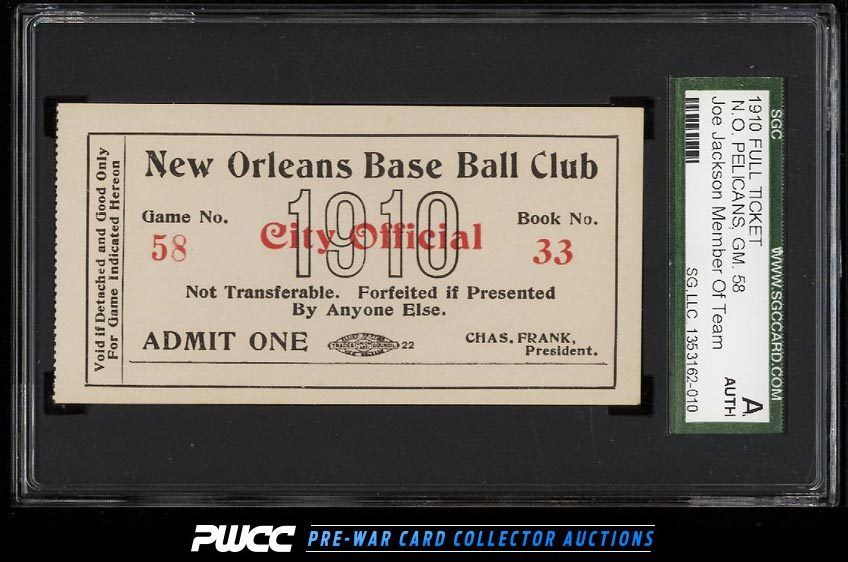 New Orleans Base Ball Club
Game No.
58
1910
City Official
Book No.
33
Not Transferable. Forfeited if Presented
By Anyone Else.
ADMIT ONE
TRADES COUNCIL
22
CHAS. FRANK,
President.
Void if Detached and Good Only
For Game Indicated Hereon
SGC
WWW.SGCCARD.COM
1910 FULL TICKET
N.O. PELICANS, GM. 58
Joe Jackson Member Of Team
SG,LLC. 1353162-010
A
AUTH
PWCC PRE-WAR CARD COLLECTOR AUCTIONS